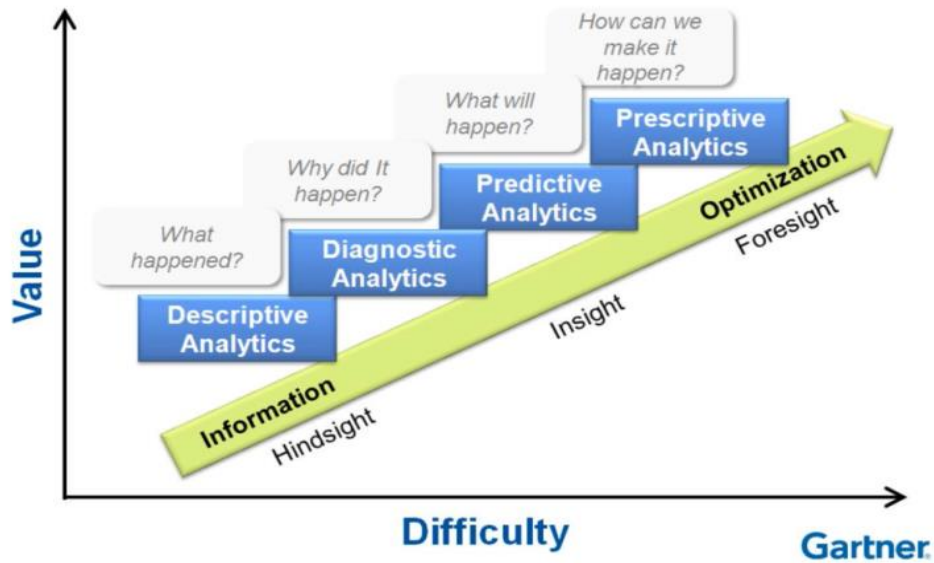 How can we
make it
happen?
What will
happen?
Prescriptive
Analytics
Why did It
happen?
Predictive
Analytics
Optimization
Foresight
What
happened?
Diagnostic
Analytics
Insight
Descriptive
Analytics
Information
Hindsight
Value
Difficulty
Gartner